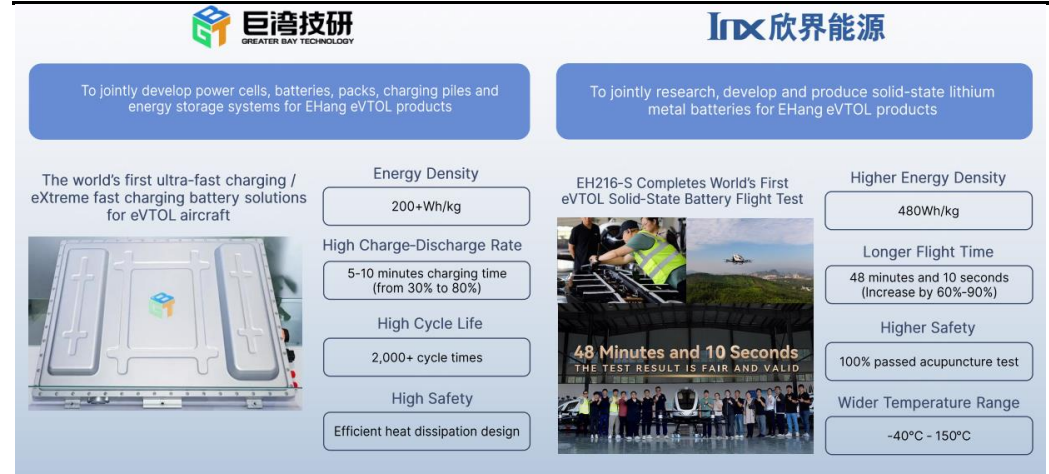 巨湾技研
GREATER BAY TECHNOLOGY
To jointly develop power cells, batteries, packs, charging piles and
energy storage systems for EHang eVTOL products
The world's first ultra-fast charging /
eXtreme fast charging battery solutions
for eVTOL aircraft
Energy Density
200+Wh/kg
High Charge-Discharge Rate
5-10 minutes charging time
(from 30% to 80%)
High Cycle Life
2,000+ cycle times
High Safety
Efficient heat dissipation design
Inx 欣界能源
To jointly research, develop and produce solid-state lithium
metal batteries for EHang eVTOL products
EH216-S Completes World's First
eVTOL Solid-State Battery Flight Test
48 Minutes and 10 Seconds
THE TEST RESULT IS FAIR AND VALID
Higher Energy Density
480Wh/kg
Longer Flight Time
48 minutes and 10 seconds
(Increase by 60%-90%)
Higher Safety
100% passed acupuncture test
Wider Temperature Range
-40°C - 150°C